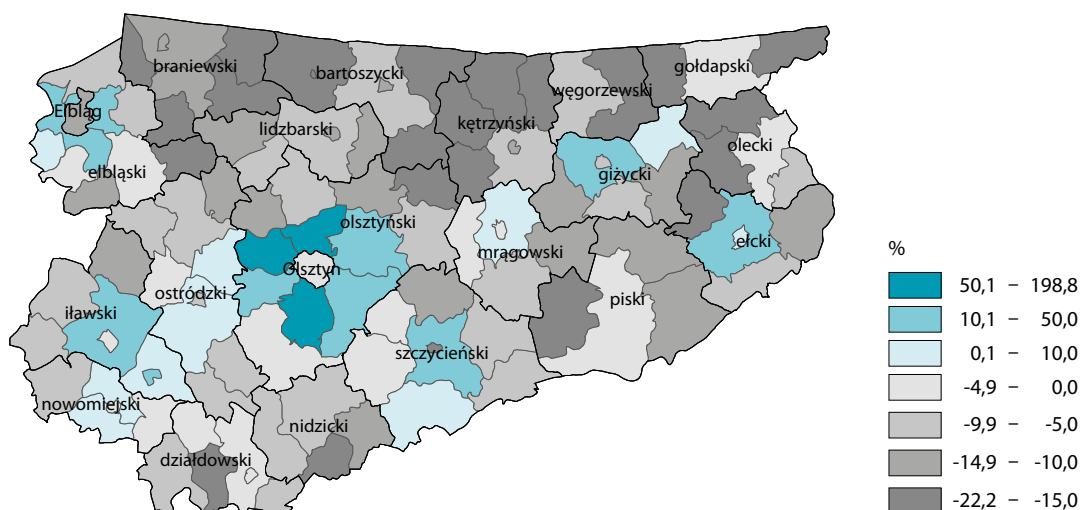 braniewski
bartoszycki
gołdapski
węgorzewski
Elbląg
lidzbarski
kętrzyński
olecki
elbląski
giżycki
olsztyński
mrągowski
ełcki
Olsztyn
ostródzki
piski
iławski
szczycieński
nowomiejski
nidzicki
działdowski
%
50,1 – 198,8
10,1 – 50,0
0,1 – 10,0
-4,9 – 0,0
-9,9 – -5,0
-14,9 – -10,0
-22,2 – -15,0